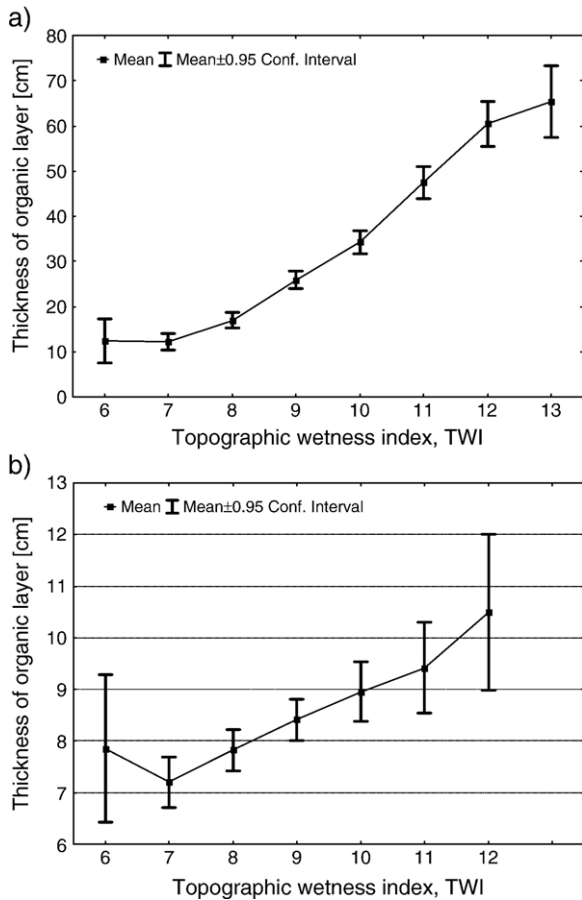 a)
80
Mean Mean±0.95 Conf. Interval
70
60
50
40
30
20
10
0
Thickness of organic layer [cm]
6 7 8 9 10 11 12 13
Topographic wetness index, TWI
b)
13
Mean Mean±0.95 Conf. Interval
12
11
10
9
8
7
6
Thickness of organic layer [cm]
6 7 8 9 10 11 12
Topographic wetness index, TWI